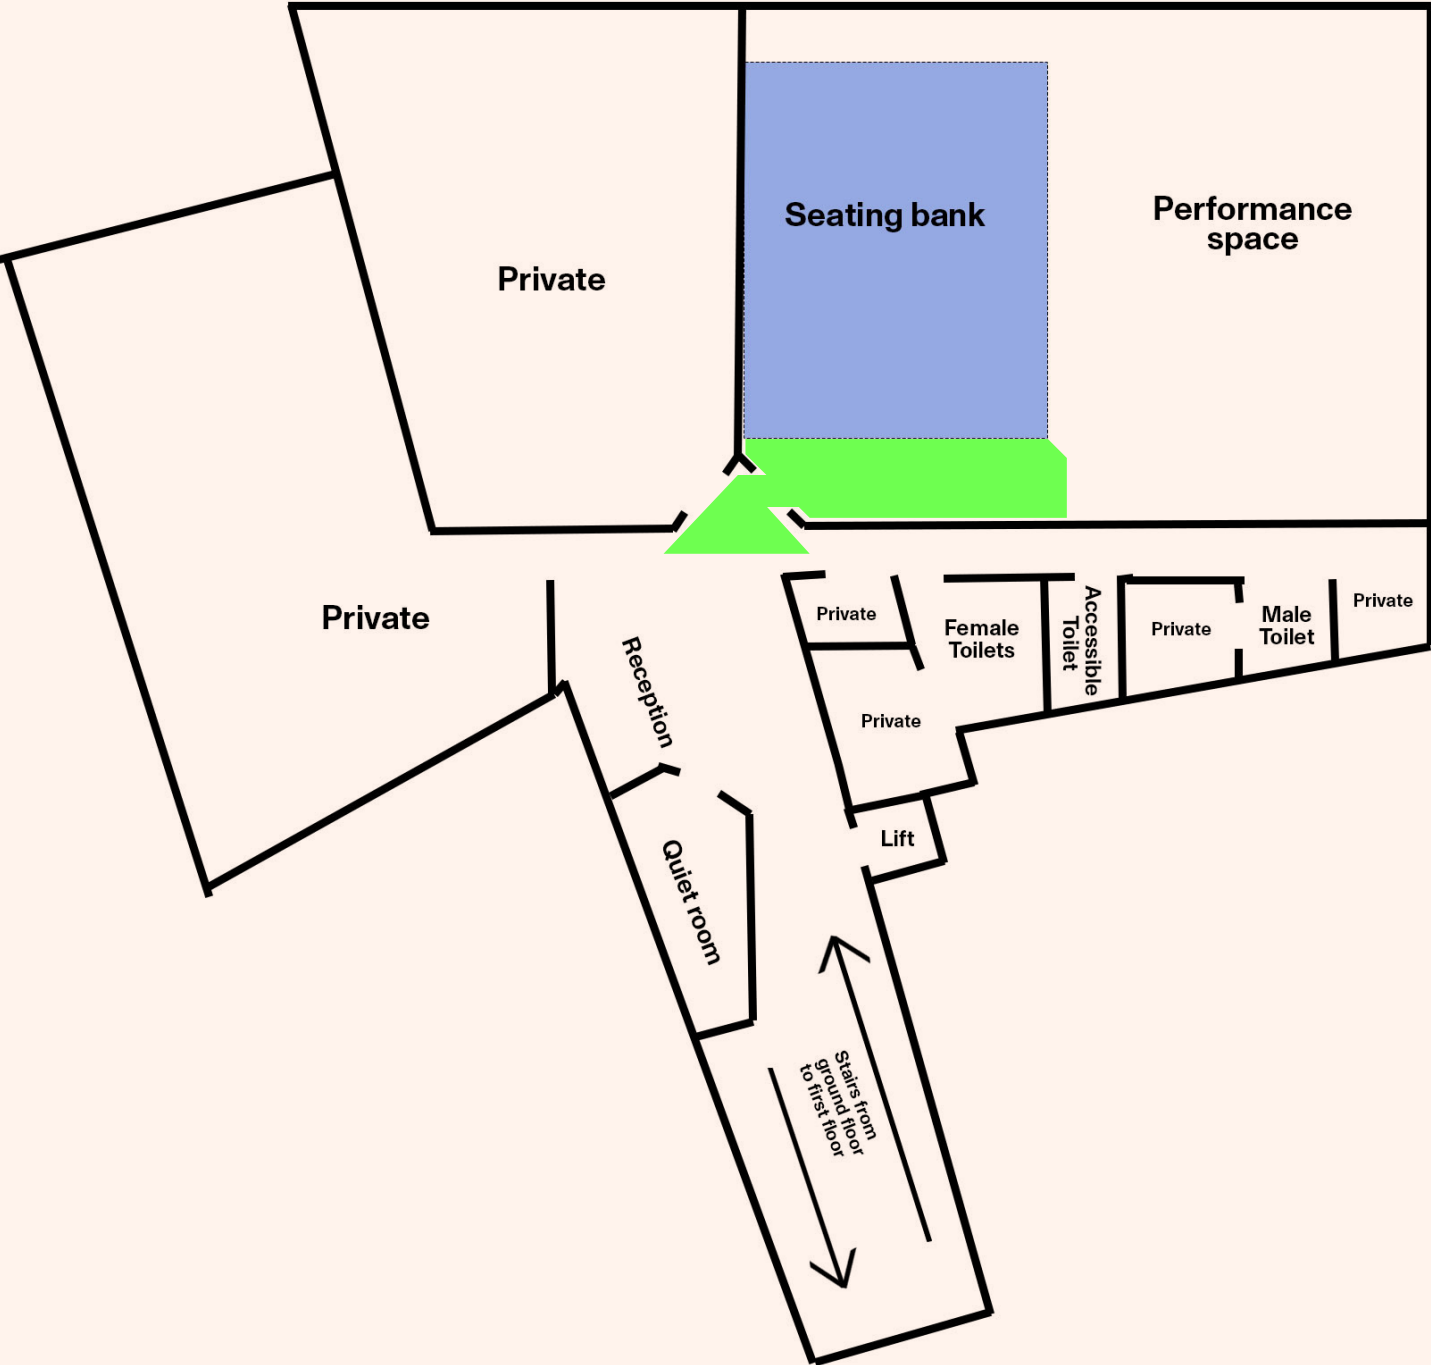 Seating bank
Performance
space
Private
Private
Reception
Private
Female
Toilets
Accessible
Toilet
Private
Male
Toilet
Private
Private
Lift
Quiet room
Stairs from
ground floor
to first floor